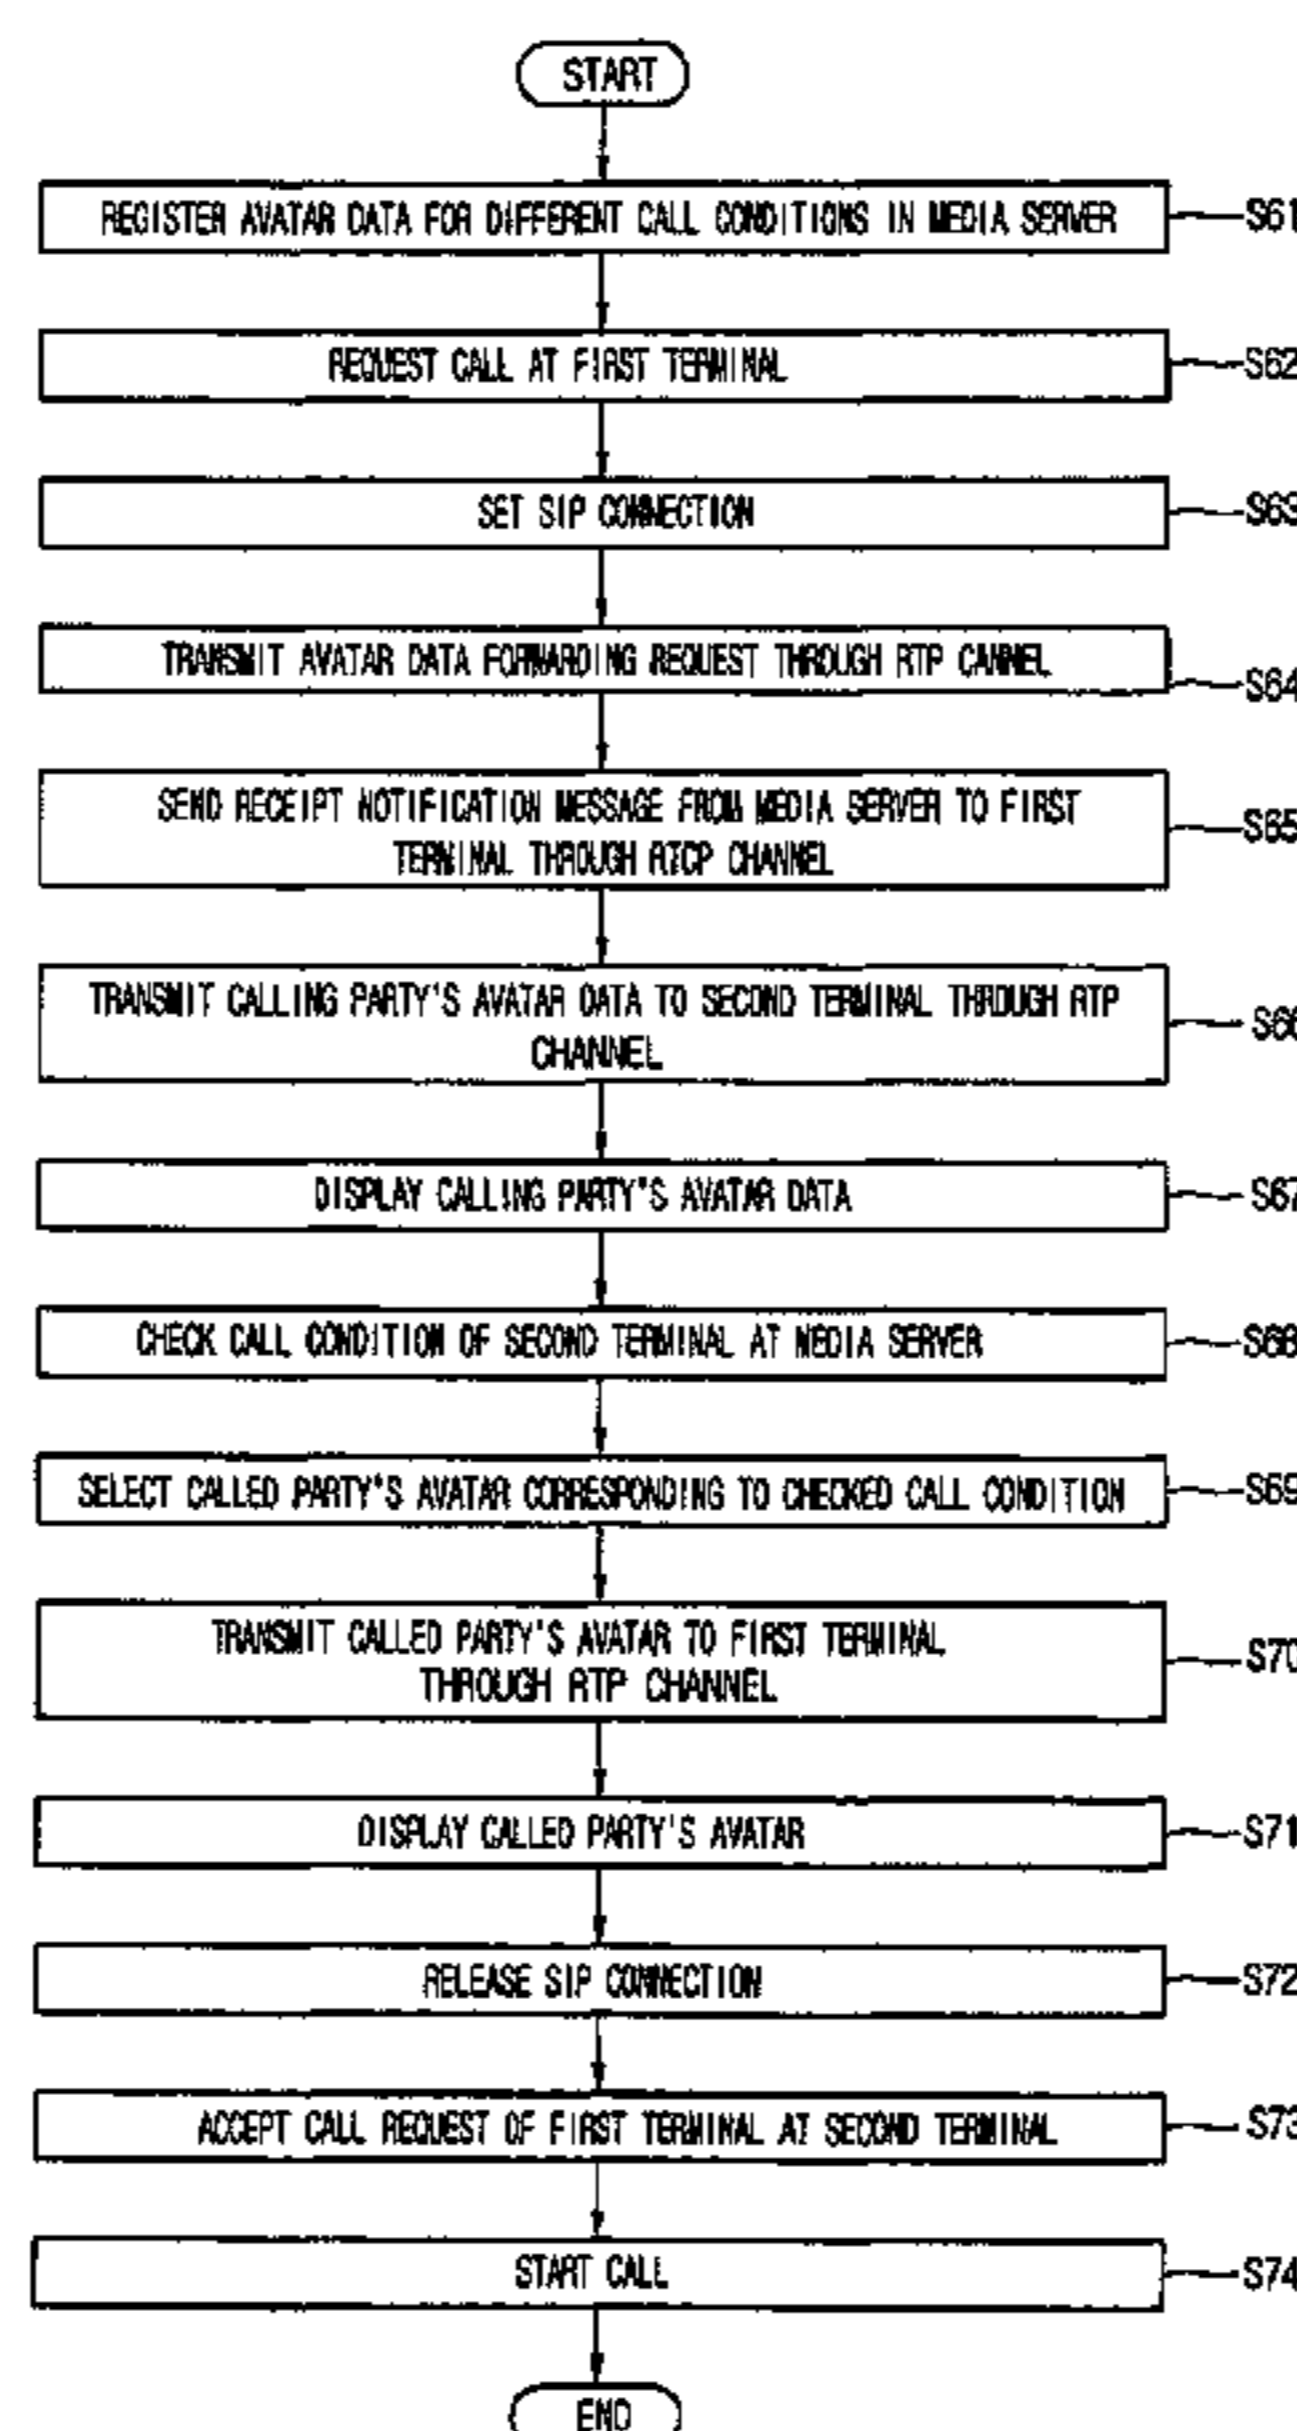 START
REGISTER AVATAR DATA FOR DIFFERENT CALL CONDITIONS IN MEDIA SERVER
S61
REQUEST CALL AT FIRST TERMINAL
S62
SET SIP CONNECTION
S63
TRANSMIT AVATAR DATA FORWARDING REQUEST THROUGH RTP CANNEL
S64
SEND RECEIPT NOTIFICATION MESSAGE FROM MEDIA SERVER TO FIRST
TERMINAL THROUGH RTCP CHANNEL
S65
TRANSMIT CALLING PARTY'S AVATAR DATA TO SECOND TERMINAL THROUGH RTP
CHANNEL
S66
DISPLAY CALLING PARTY'S AVATAR DATA
S67
CHECK CALL CONDITION OF SECOND TERMINAL AT MEDIA SERVER
S68
SELECT CALLED PARTY'S AVATAR CORRESPONDING TO CHECKED CALL CONDITION
S69
TRANSMIT CALLED PARTY'S AVATAR TO FIRST TERMINAL
THROUGH RTP CHANNEL
S70
DISPLAY CALLED PARTY'S AVATAR
S71
RELEASE SIP CONNECTION
S72
ACCEPT CALL REQUEST OF FIRST TERMINAL AT SECOND TERMINAL
S73
START CALL
S74
END